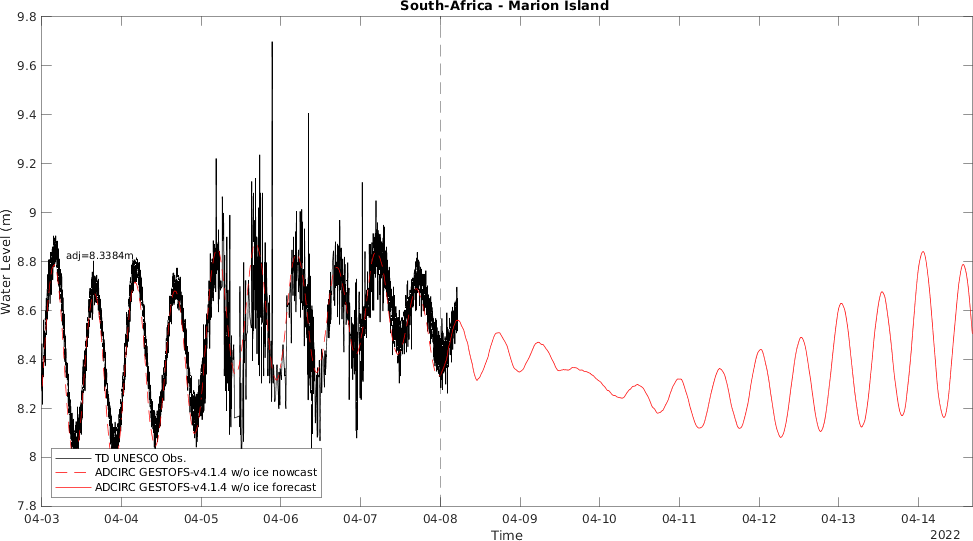 South-Africa - Marion Island
9.8
9.6
9.4
9.2
9
8.8
8.6
8.4
8.2
8
7.8
Water Level (m)
adj=8.3384m
TD UNESCO Obs.
ADCIRC GESTOFS-v4.1.4 w/o ice nowcast
ADCIRC GESTOFS-v4.1.4 w/o ice forecast
04-03 04-04 04-05 04-06 04-07 04-08 04-09 04-10 04-11 04-12 04-13 04-14
Time
2022